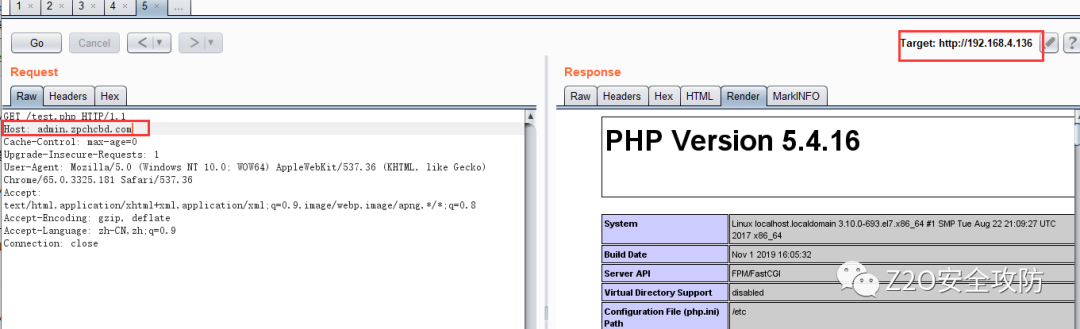 1 × 2 × 3 × 4 × 5 × ...
Go Cancel < > Target: http://192.168.4.136 ?
Request
Raw Headers Hex
GET /test.php HTTP/1.1
Host: admin.zpchcbd.com
Cache-Control: max-age=0
Upgrade-Insecure-Requests: 1
User-Agent: Mozilla/5.0 (Windows NT 10.0; WOW64) AppleWebKit/537.36 (KHTML, like Gecko)
Chrome/65.0.3325.181 Safari/537.36
Accept:
text/html,application/xhtml+xml,application/xml;q=0.9,image/webp,image/apng,*/*;q=0.8
Accept-Encoding: gzip, deflate
Accept-Language: zh-CN,zh;q=0.9
Connection: close
Response
Raw Headers Hex HTML Render MarkINFO
PHP Version 5.4.16
System Linux localhost.localdomain 3.10.0-693.el7.x86_64 #1 SMP Tue Aug 22 21:09:27 UTC
2017 x86_64
Build Date Nov 1 2019 16:05:32
Server API FPM/FastCGI
Virtual Directory Support disabled
Configuration File (php.ini) /etc
Path
Z2O安全攻防